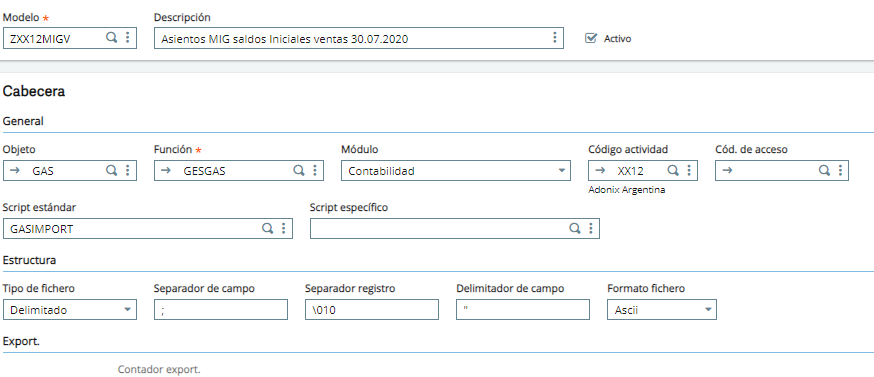 Modelo * Descripción
ZXX12MIGV Asientos MIG saldos Iniciales ventas 30.07.2020 Activo
Cabecera
General
Objeto Función * Módulo Código actividad Cód. de acceso
GAS GESGAS Contabilidad XX12
Adonix Argentina
Script estándar Script específico
GASIMPORT
Estructura
Tipo de fichero Separador de campo Separador registro Delimitador de campo Formato fichero
Delimitado ; \010 " Ascii
Export.
Contador export.